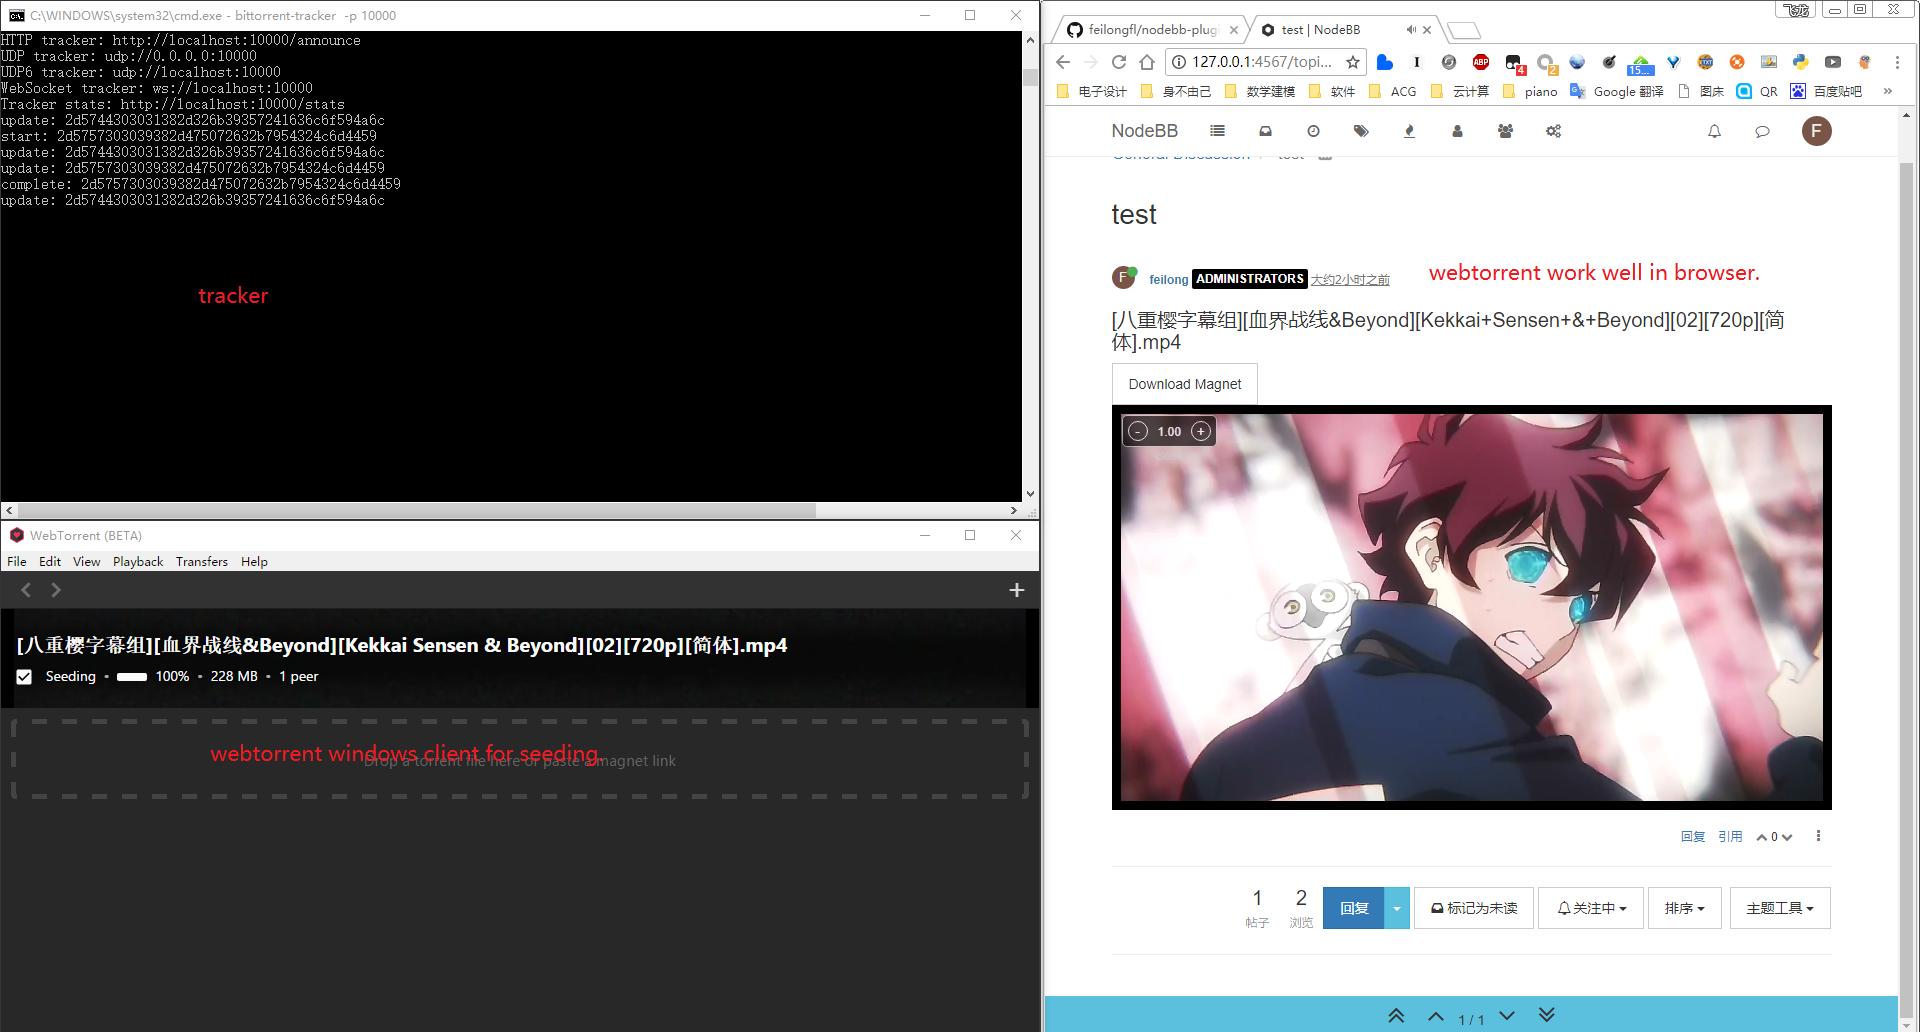 C:\WINDOWS\system32\cmd.exe - bittorrent-tracker -p 10000
HTTP tracker: http://localhost:10000/announce
UDP tracker: udp://0.0.0.0:10000
UDP6 tracker: udp://localhost:10000
WebSocket tracker: ws://localhost:10000
Tracker stats: http://localhost:10000/stats
update: 2d5744303031382d326b39357241636c6f594a6c
start: 2d5757303039382d475072632b7954324c6d4459
update: 2d5744303031382d326b39357241636c6f594a6c
update: 2d5757303039382d475072632b7954324c6d4459
complete: 2d5757303039382d475072632b7954324c6d4459
update: 2d5744303031382d326b39357241636c6f594a6c
tracker
WebTorrent (BETA)
File Edit View Playback Transfers Help
[八重樱字幕组][血界战线&Beyond][Kekkai Sensen & Beyond][02][720p][简体].mp4
Seeding • 100% • 228 MB • 1 peer
webtorrent windows client for seeding.
Drop a torrent file here or paste a magnet link
飞龙
feilongfl/nodebb-plug
test | NodeBB
127.0.0.1:4567/topi...
ABP 4 2 15...
电子设计 身不由己 数学建模 软件 ACG 云计算 piano Google 翻译 图床 QR 百度贴吧 »
NodeBB
F
General Discussion / test
test
F feilong ADMINISTRATORS 大约2小时之前
webtorrent work well in browser.
[八重樱字幕组][血界战线&Beyond][Kekkai+Sensen+&+Beyond][02][720p][简
体].mp4
Download Magnet
- 1.00 +
回复 引用 0
1 帖子
2 浏览
回复 标记为未读 关注中 排序 主题工具
1 / 1